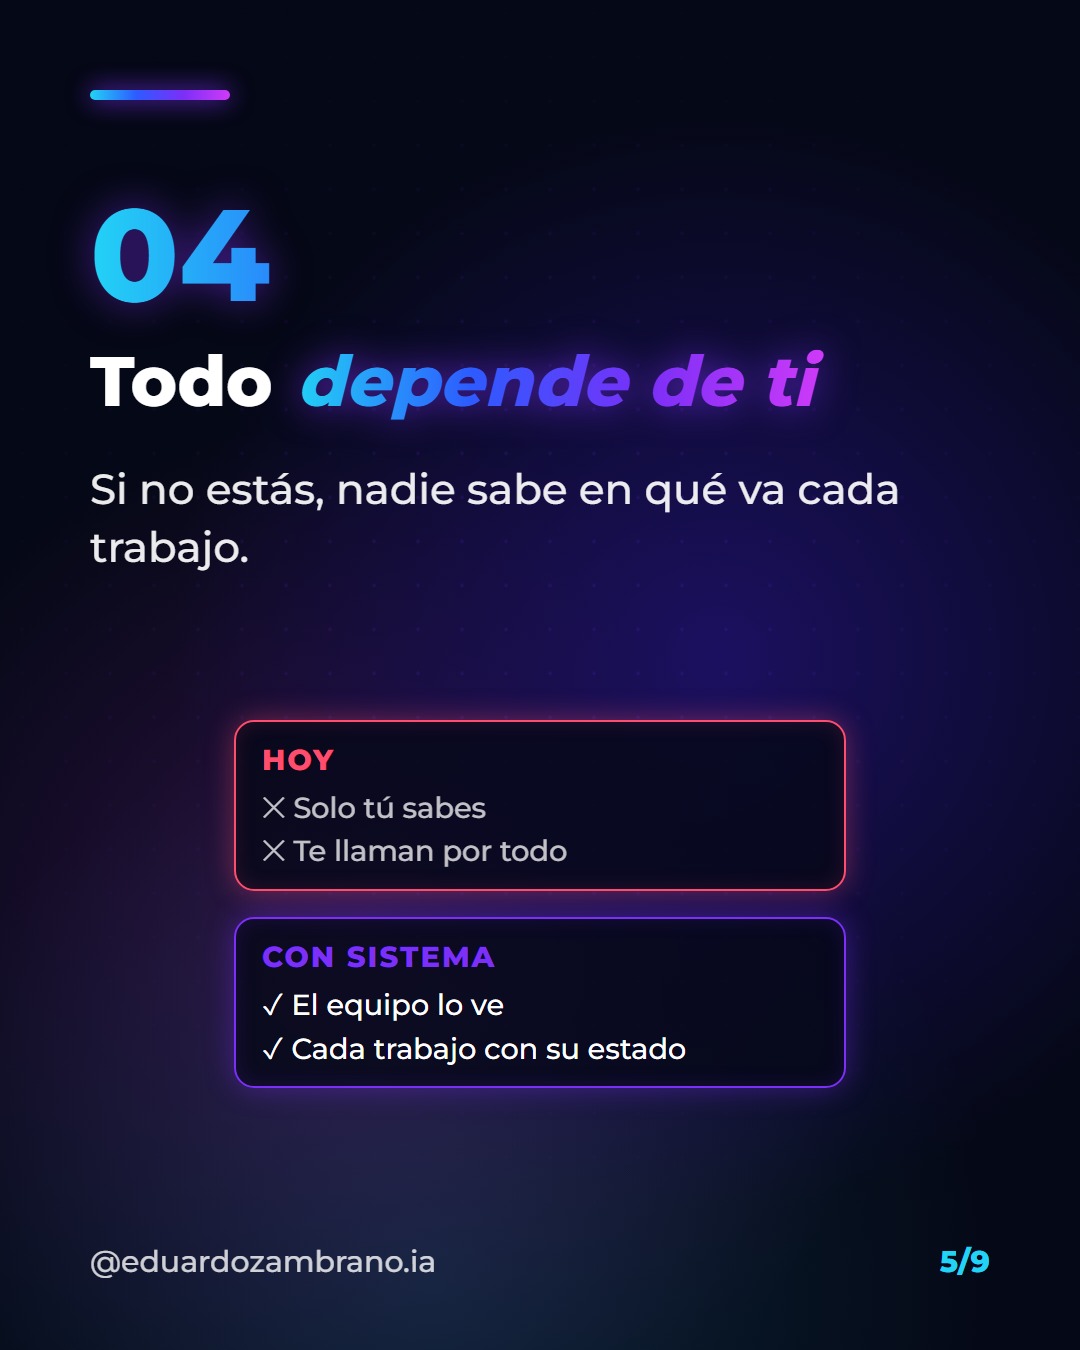 04
Todo depende de ti
Si no estás, nadie sabe en qué va cada
trabajo.
HOY
✕ Solo tú sabes
✕ Te llaman por todo
CON SISTEMA
✓ El equipo lo ve
✓ Cada trabajo con su estado
@eduardozambrano.ia
5/9